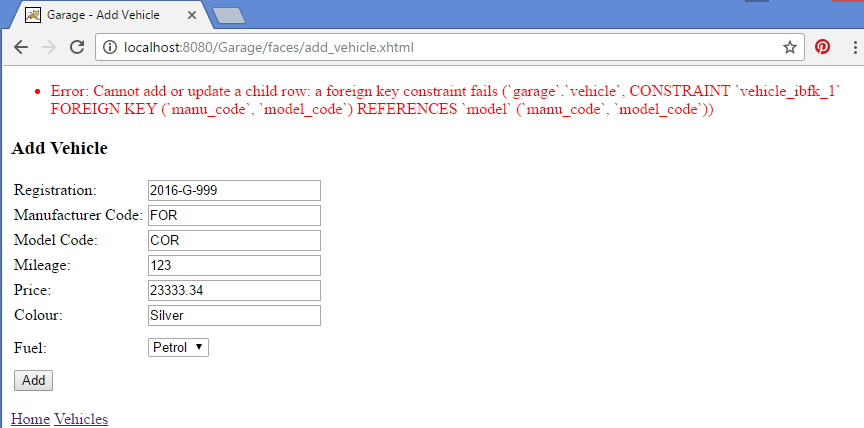 Garage - Add Vehicle
localhost:8080/Garage/faces/add_vehicle.xhtml
Error: Cannot add or update a child row: a foreign key constraint fails (`garage`.`vehicle`, CONSTRAINT `vehicle_ibfk_1`
FOREIGN KEY (`manu_code`, `model_code`) REFERENCES `model` (`manu_code`, `model_code`))
Add Vehicle
Registration: 2016-G-999
Manufacturer Code: FOR
Model Code: COR
Mileage: 123
Price: 23333.34
Colour: Silver
Fuel: Petrol
Add
Home Vehicles